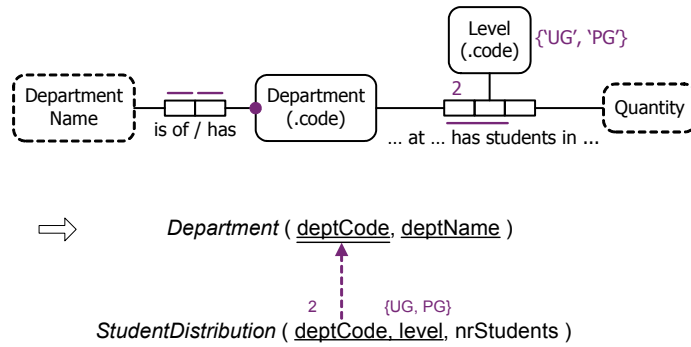 Level
(.code)
{‘UG’, ‘PG’}
2
Department
Name
Department
(.code)
Quantity
is of / has
... at ... has students in ...
Department ( deptCode, deptName )
2
{UG, PG}
StudentDistribution ( deptCode, level, nrStudents )